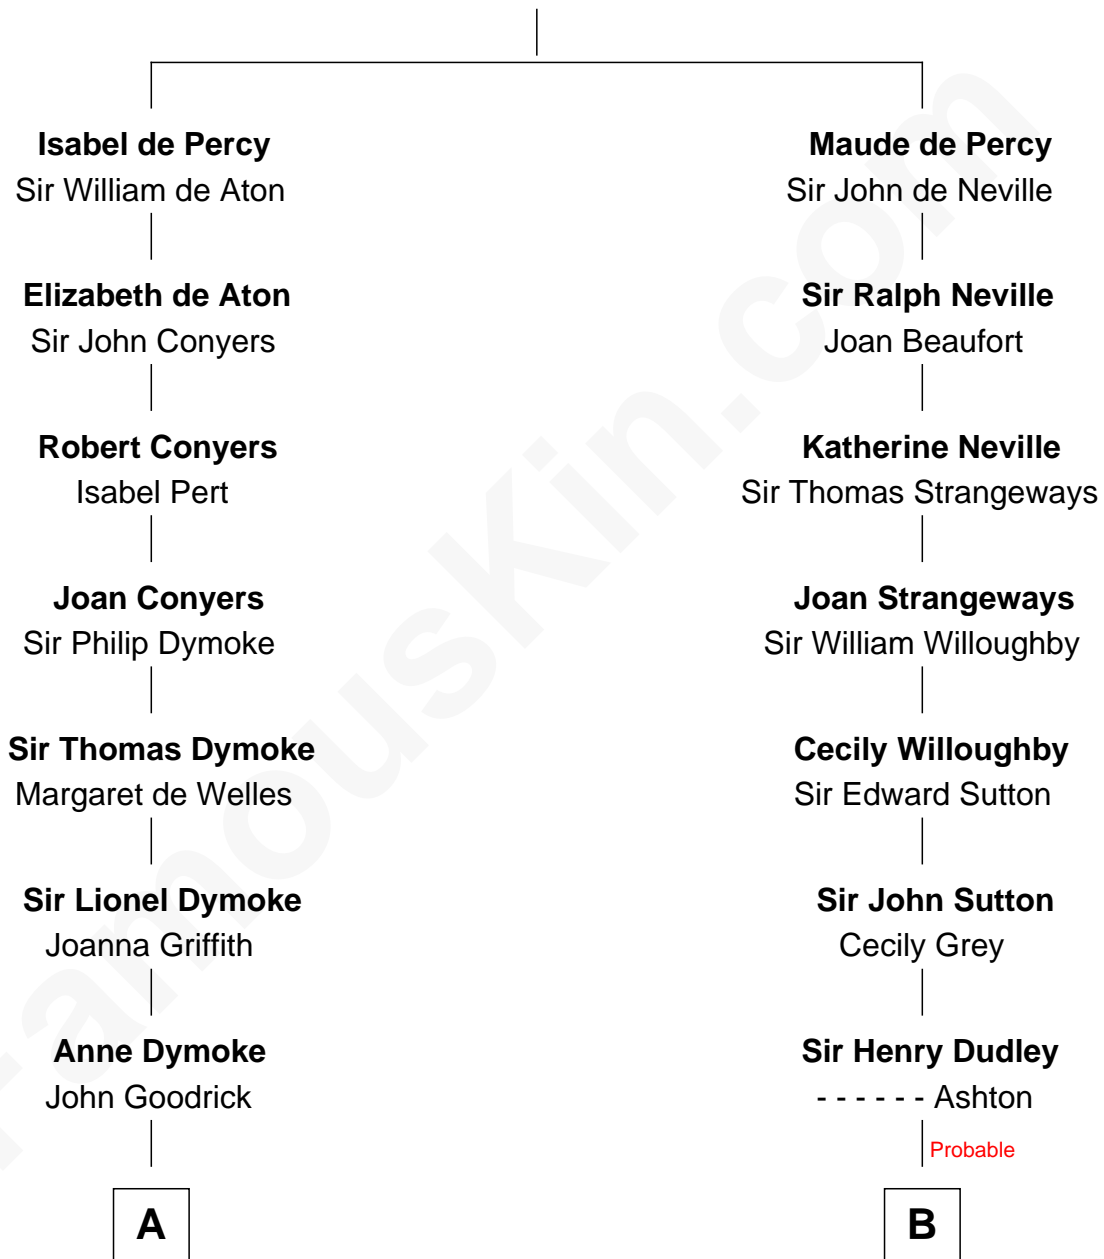 Isabel de Percy
Sir William de Aton
Elizabeth de Aton
Sir John Conyers
Robert Conyers
Isabel Pert
Joan Conyers
Sir Philip Dymoke
Sir Thomas Dymoke
Margaret de Welles
Sir Lionel Dymoke
Joanna Griffith
Anne Dymoke
John Goodrick
A
Maude de Percy
Sir John de Neville
Sir Ralph Neville
Joan Beaufort
Katherine Neville
Sir Thomas Strangeways
Joan Strangeways
Sir William Willoughby
Cecily Willoughby
Sir Edward Sutton
Sir John Sutton
Cecily Grey
Sir Henry Dudley
- - - - - - Ashton
Probable
B
FamousKin.com